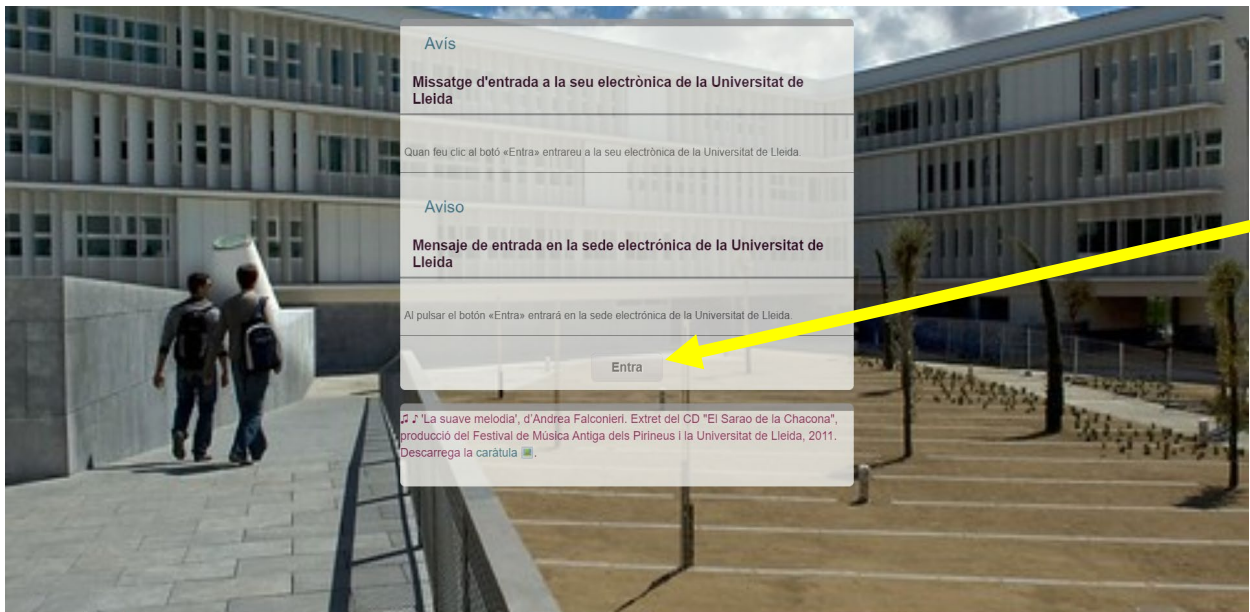 Avís
Missatge d'entrada a la seu electrònica de la Universitat de
Lleida
Quan feu clic al botó «Entra» entrareu a la seu electrònica de la Universitat de Lleida.
Aviso
Mensaje de entrada en la sede electrónica de la Universitat de
Lleida
Al pulsar el botón «Entra» entrará en la sede electrónica de la Universitat de Lleida.
Entra
♫ ♪ 'La suave melodia', d'Andrea Falconieri. Extret del CD "El Sarao de la Chacona",
producció del Festival de Música Antiga dels Pirineus i la Universitat de Lleida, 2011.
Descarrega la caràtula.